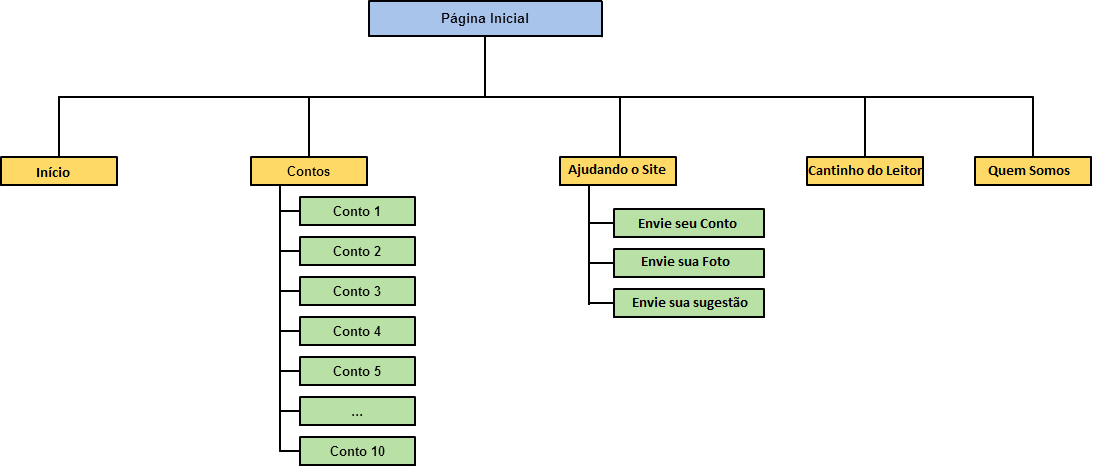 Página Inicial
Início
Contos
Ajudando o Site
Cantinho do Leitor
Quem Somos
Conto 1
Conto 2
Conto 3
Conto 4
Conto 5
...
Conto 10
Envie seu Conto
Envie sua Foto
Envie sua sugestão